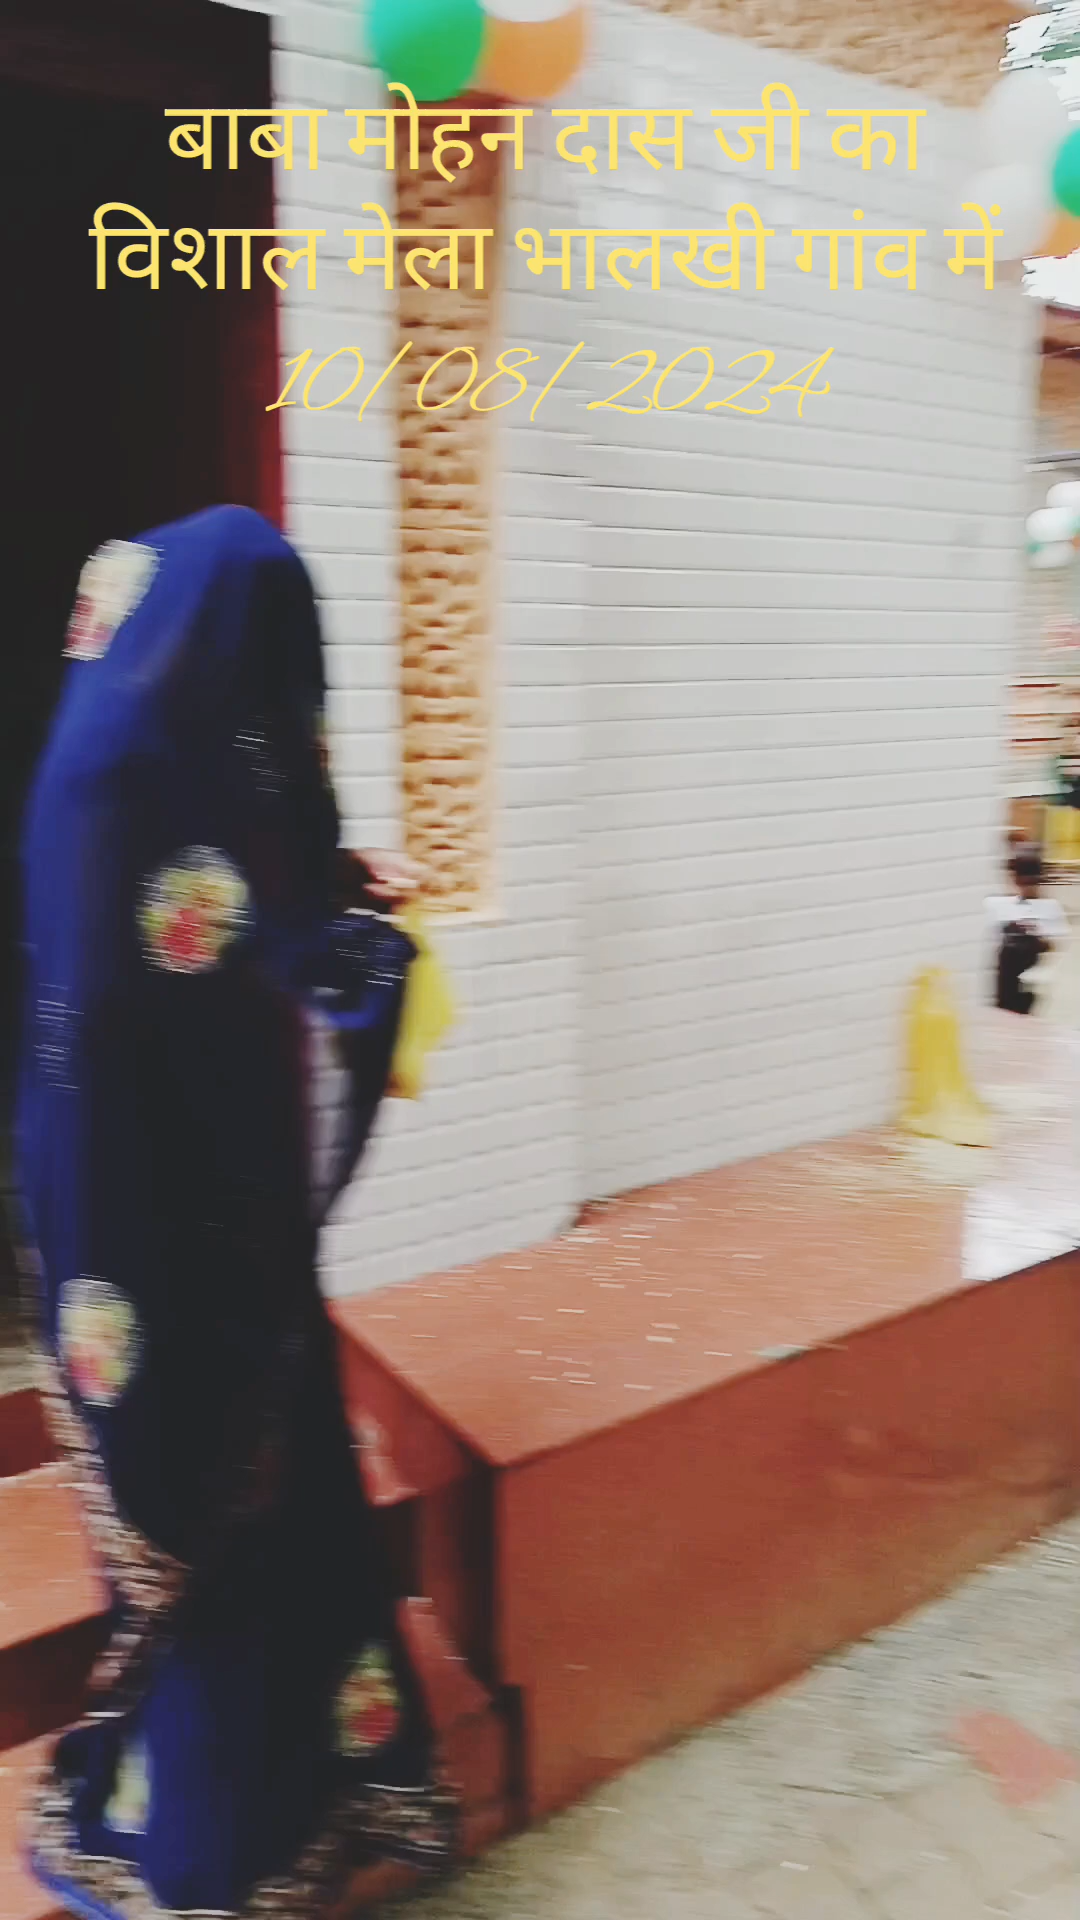 बाबा मोहन दास जी का
विशाल मेला भालखी गांव में
10/08/2024